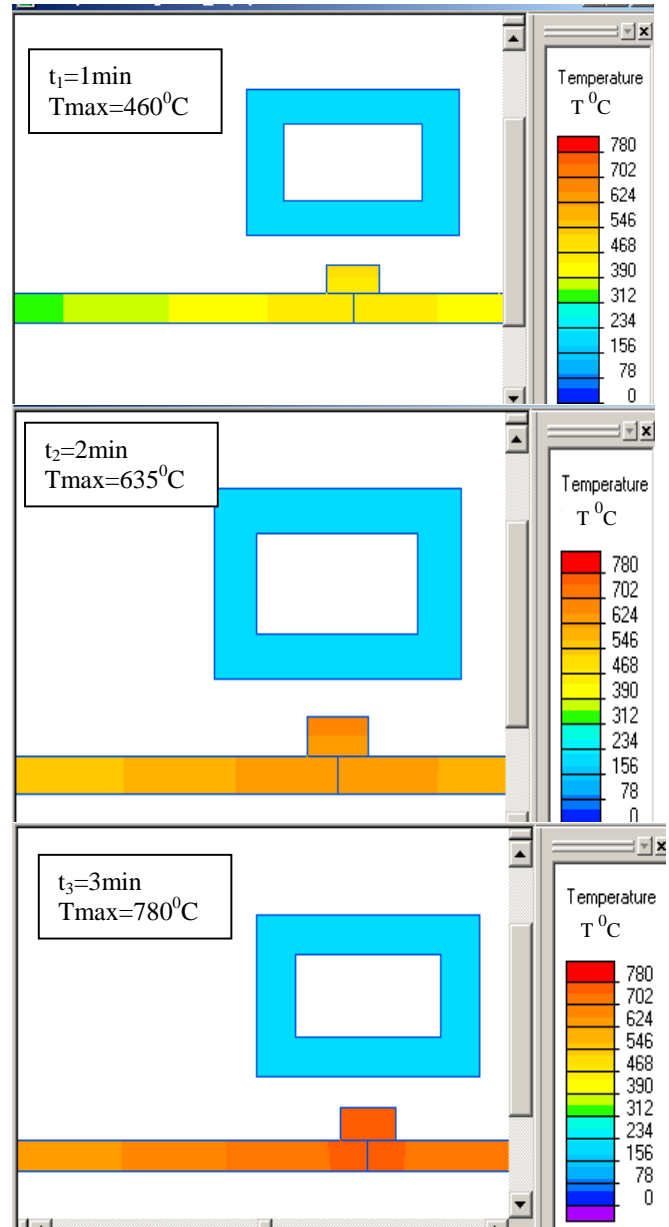 t₁=1min
Tmax=460⁰C
Temperature
T ⁰C
780
702
624
546
468
390
312
234
156
78
0
t₂=2min
Tmax=635⁰C
Temperature
T ⁰C
780
702
624
546
468
390
312
234
156
78
0
t₃=3min
Tmax=780⁰C
Temperature
T ⁰C
780
702
624
546
468
390
312
234
156
78
0